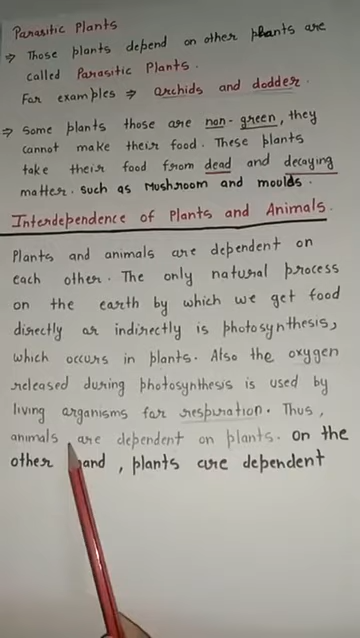 Parasitic Plants
⇒ Those plants depend on other plants are
called Parasitic Plants.
For examples ⇒ archids and dodder.
⇒ Some plants those are non-green, they
cannot make their food. These plants
take their food from dead and decaying
matter. such as Mushroom and moulds.
Interdependence of Plants and Animals.
Plants and animals are dependent on
each other. The only natural process
on the earth by which we get food
directly or indirectly is photosynthesis,
which occurs in plants. Also the oxygen
released during photosynthesis is used by
living organisms for respiration. Thus,
animals are dependent on plants. on the
other hand, plants are dependent